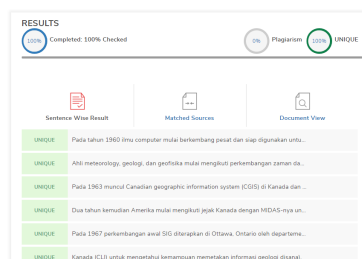 RESULTS
100% Completed: 100% Checked
0% Plagiarism 100% UNIQUE
Sentence Wise Result Matched Sources Document View
UNIQUE Pada tahun 1960 ilmu komputer mulai berkembang pesat dan siap digunakan untu...
UNIQUE Ahli meteorology, geologi, dan geofisika mulai mengikuti perkembangan zaman da...
UNIQUE Pada 1963 muncul Canadian geographic information system (CGIS) di Kanada dan ...
UNIQUE Dua tahun kemudian Amerika mulai mengikuti jejak Kanada dengan MIDAS-nya un...
UNIQUE Pada 1967 perkembangan awal SIG diterapkan di Ottawa, Ontario oleh departeme...
UNIQUE Kanada (CLI) untuk mengetahui kemampuan memetakan informasi geologi disanai.